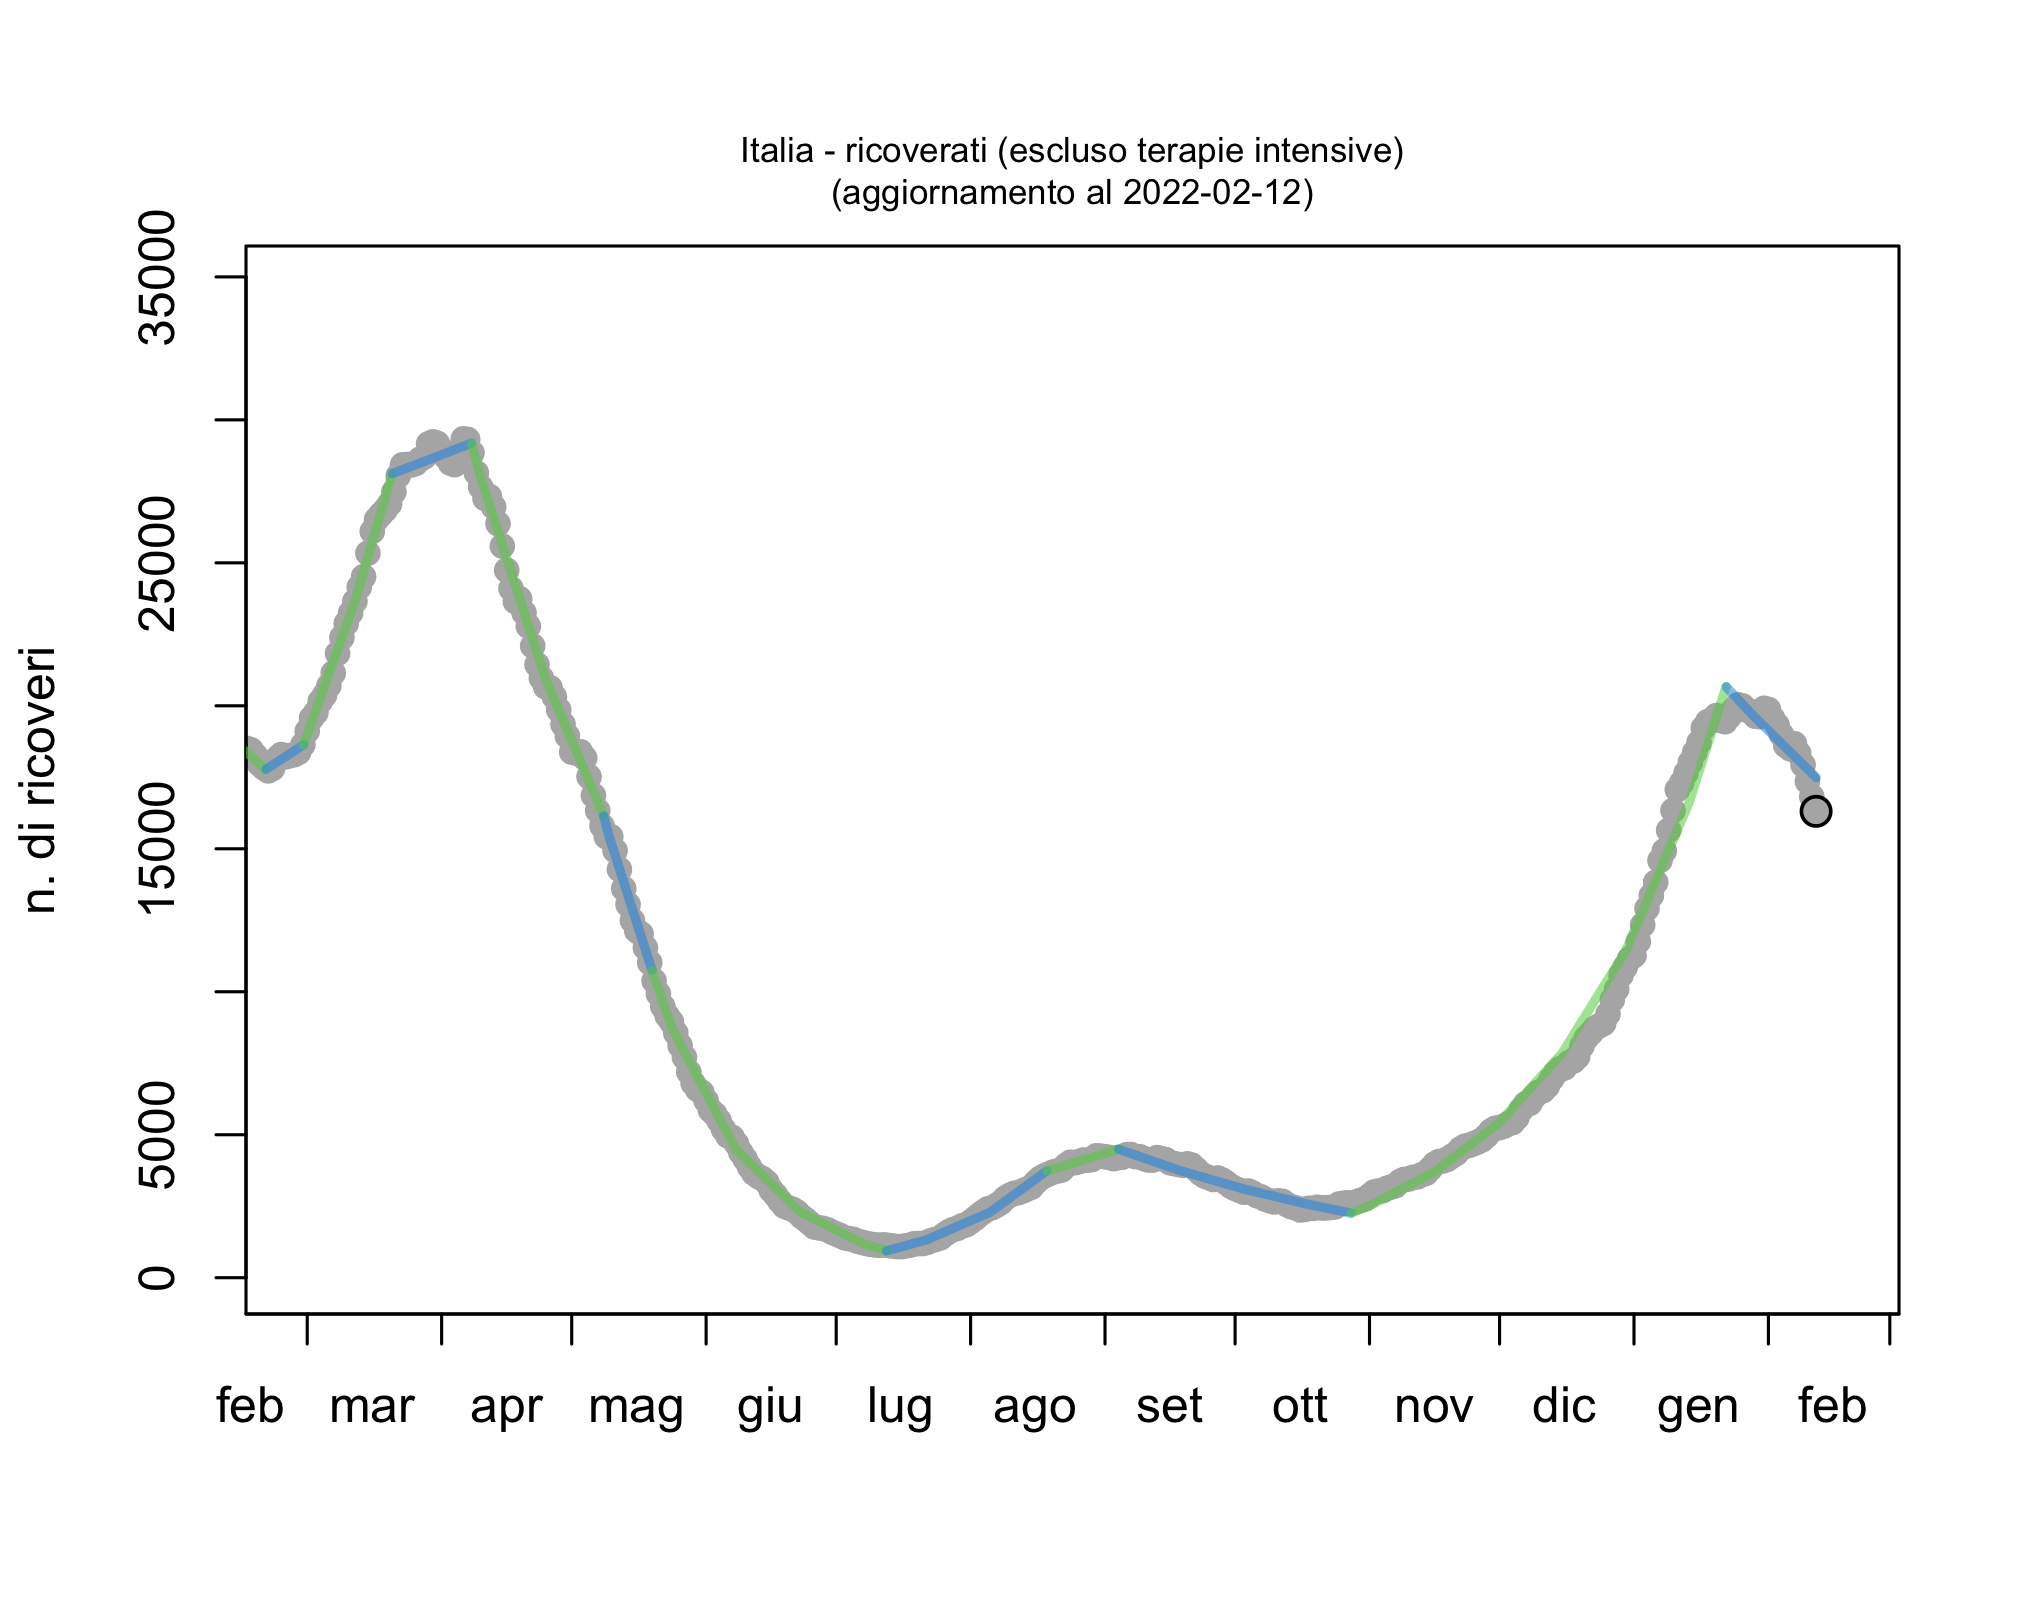 Italia - ricoverati (escluso terapie intensive)
(aggiornamento al 2022-02-12)
n. di ricoveri
35000
25000
15000
5000
0
feb mar apr mag giu lug ago set ott nov dic gen feb